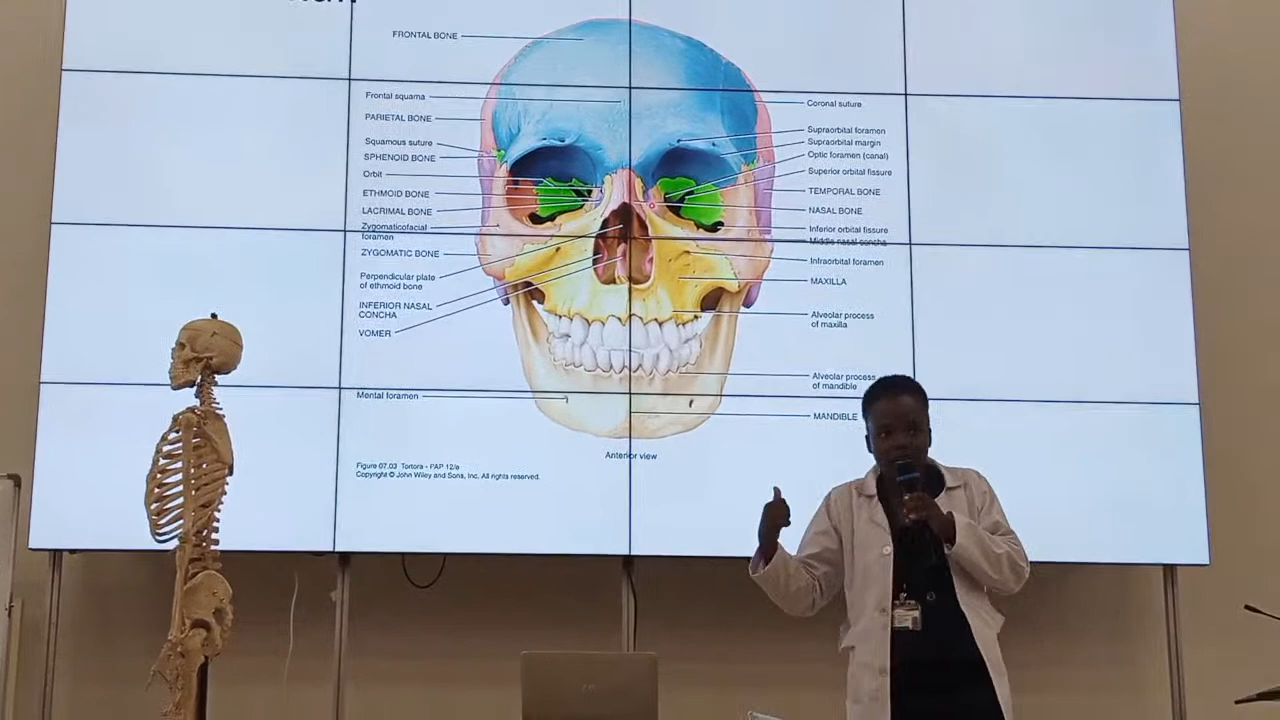 FRONTAL BONE
Frontal squama
PARIETAL BONE
Squamous suture
SPHENOID BONE
Orbit
ETHMOID BONE
LACRIMAL BONE
Zygomaticofacial
foramen
ZYGOMATIC BONE
Perpendicular plate
of ethmoid bone
INFERIOR NASAL
CONCHA
VOMER
Mental foramen
Coronal suture
Supraorbital foramen
Supraorbital margin
Optic foramen (canal)
Superior orbital fissure
TEMPORAL BONE
NASAL BONE
Inferior orbital fissure
Middle nasal concha
Infraorbital foramen
MAXILLA
Alveolar process
of maxilla
Alveolar process
of mandible
MANDIBLE
Anterior view
Figure 07.03 Tortora - PAP 12/e
Copyright © John Wiley and Sons, Inc. All rights reserved.